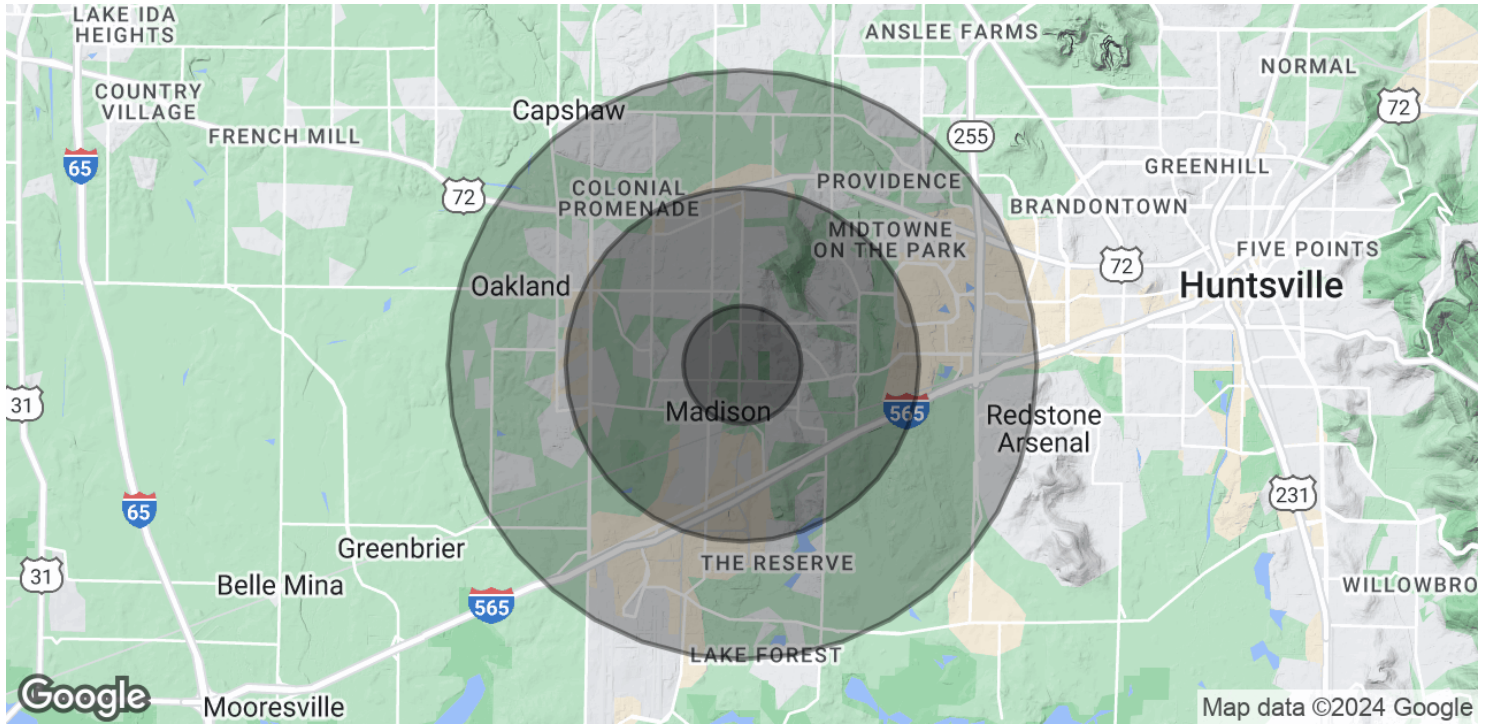 LAKE IDA
HEIGHTS
ANSLEE FARMS
NORMAL
COUNTRY
VILLAGE
Capshaw
72
FRENCH MILL
255
65
GREENHILL
72
COLONIAL
PROMENADE
PROVIDENCE
BRANDONTOWN
MIDTOWNE
ON THE PARK
FIVE POINTS
72
Oakland
Huntsville
31
Madison
565
Redstone
Arsenal
65
231
Greenbrier
THE RESERVE
31
Belle Mina
WILLOWBRO
565
LAKE FOREST
Google
Mooresville
Map data ©2024 Google